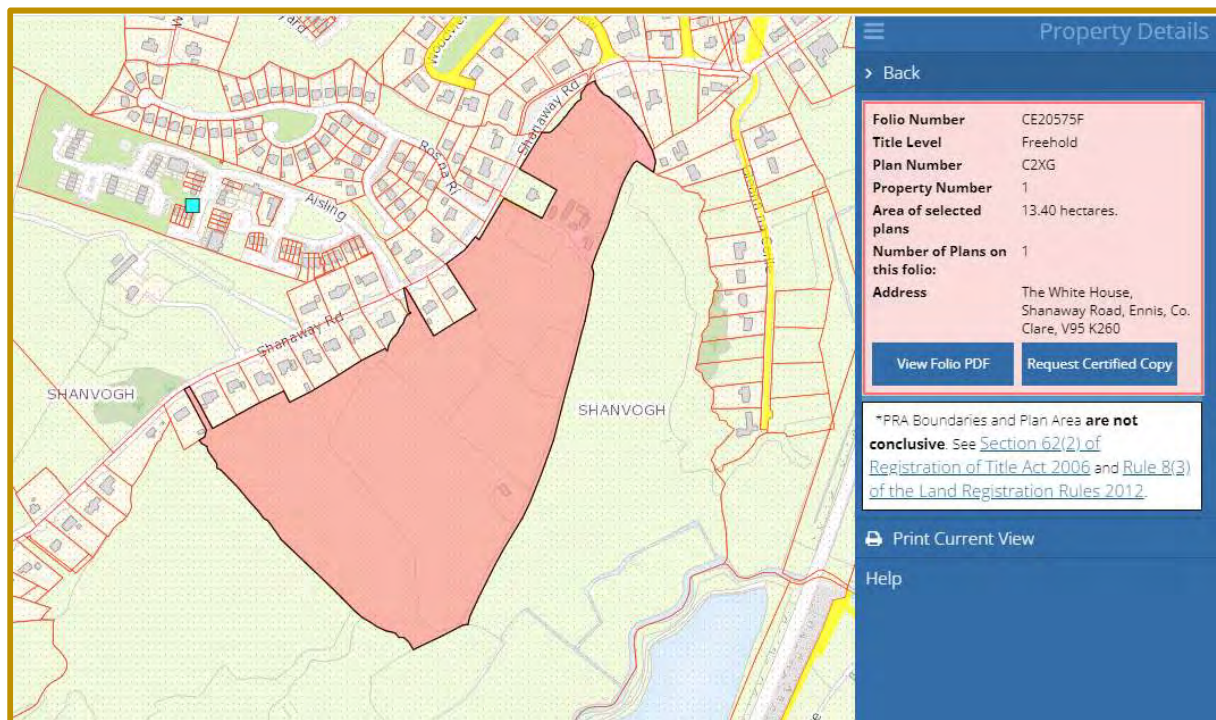 Shanaway Rd
Ros na Rí
Aisling
Shanaway Rd
SHANVOGH
SHANVOGH
Property Details
Back
Folio Number CE20575F
Title Level Freehold
Plan Number C2XG
Property Number 1
Area of selected 13.40 hectares.
plans
Number of Plans on 1
this folio:
Address The White House,
Shanaway Road, Ennis, Co.
Clare, V95 K260
View Folio PDF Request Certified Copy
*PRA Boundaries and Plan Area are not
conclusive. See Section 62(2) of
Registration of Title Act 2006 and Rule 8(3)
of the Land Registration Rules 2012.
Print Current View
Help